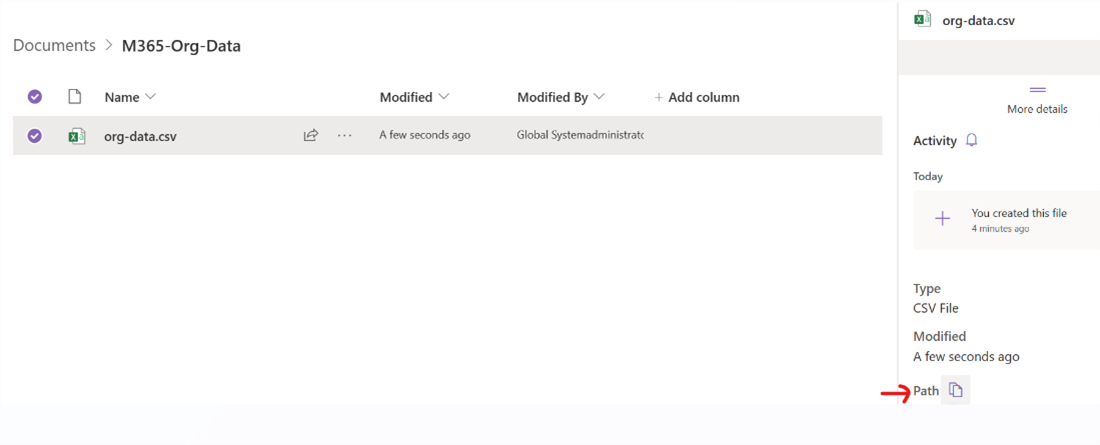 Documents > M365-Org-Data
Name Modified Modified By + Add column
org-data.csv ··· A few seconds ago Global Systemadministrato
org-data.csv
More details
Activity
Today
You created this file
4 minutes ago
Type
CSV File
Modified
A few seconds ago
Path